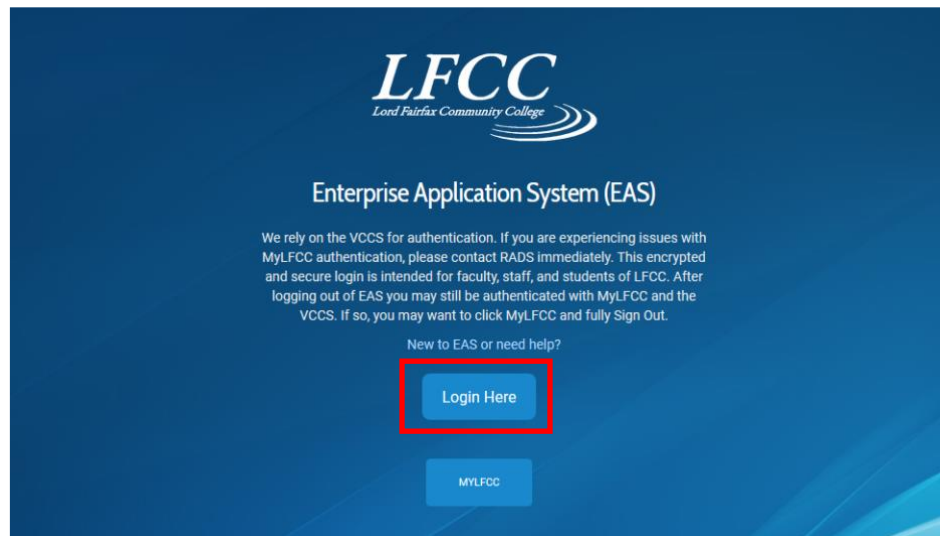 LFCC
Lord Fairfax Community College
Enterprise Application System (EAS)
We rely on the VCCS for authentication. If you are experiencing issues with
MyLFCC authentication, please contact RADS immediately. This encrypted
and secure login is intended for faculty, staff, and students of LFCC. After
logging out of EAS you may still be authenticated with MyLFCC and the
VCCS. If so, you may want to click MyLFCC and fully Sign Out.
New to EAS or need help?
Login Here
MYLFCC